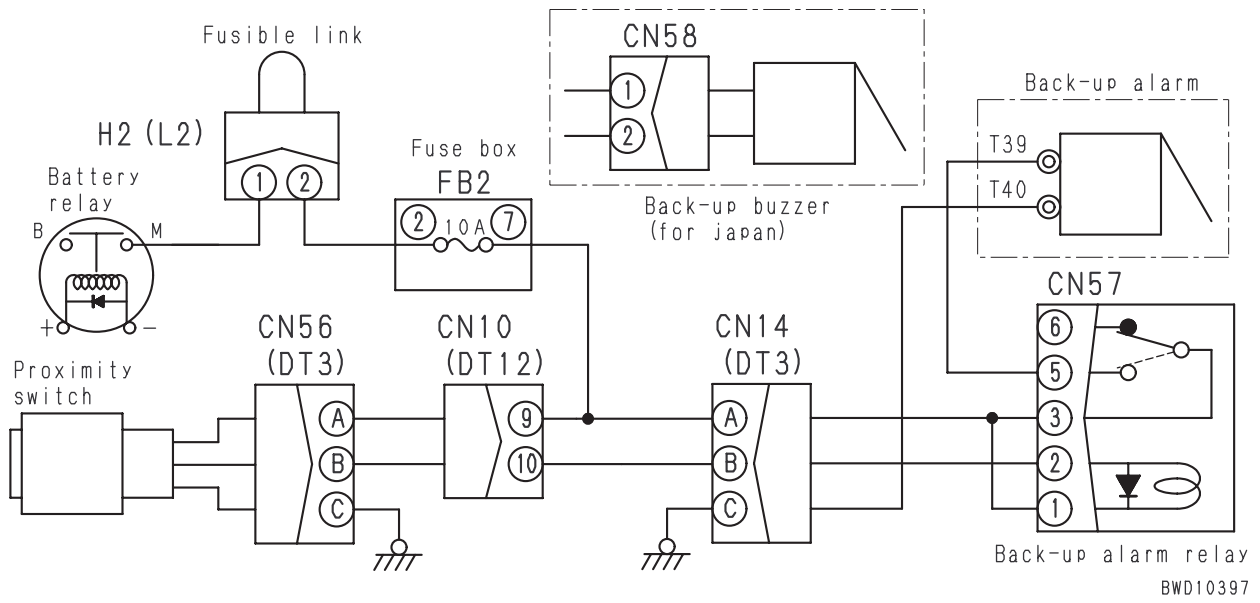 Fusible link
H2 (L2)
1
2
Battery
relay
B
M
+
-
Fuse box
FB2
2
10A
7
CN58
1
2
Back-up buzzer
(for japan)
Back-up alarm
T39
T40
CN57
6
5
3
2
1
Back-up alarm relay
Proximity
switch
CN56
(DT3)
A
B
C
CN10
(DT12)
9
10
CN14
(DT3)
A
B
C
BWD10397